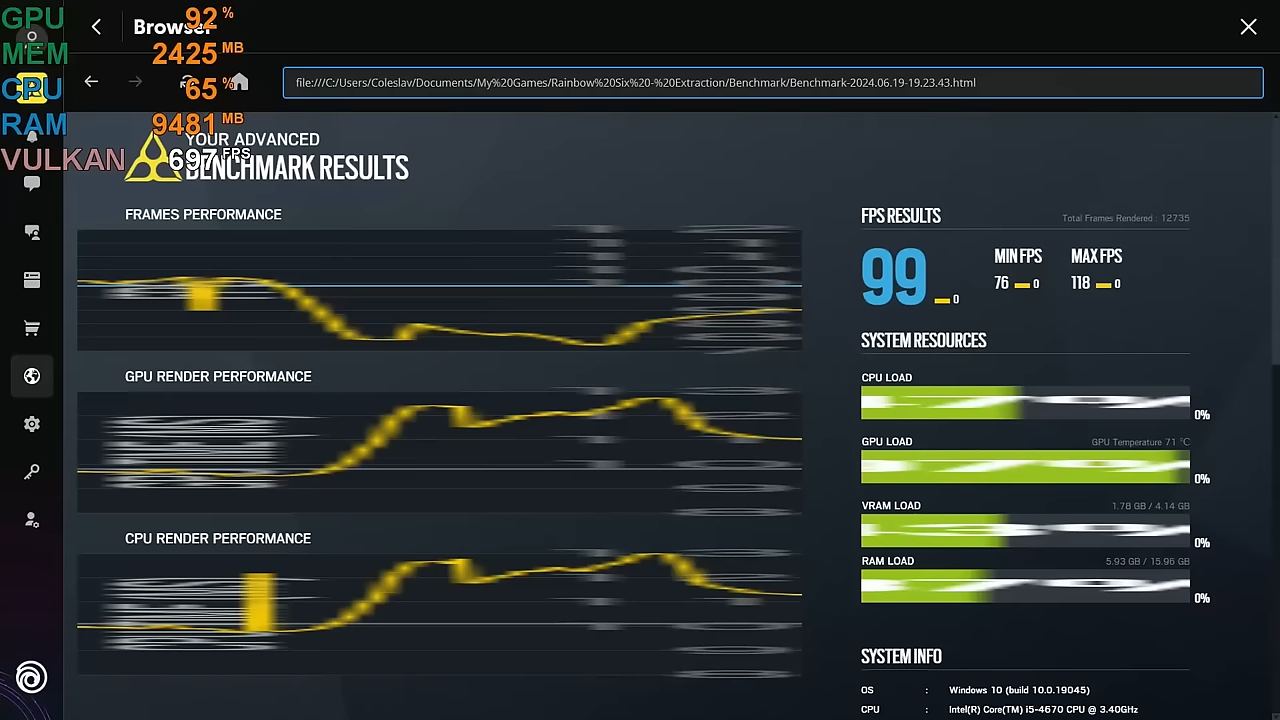 GPU 92 %
MEM 2425 MB
CPU 65 %
RAM 9481 MB
VULKAN 697 FPS
Browser
file:///C:/Users/Coleslav/Documents/My%20Games/Rainbow%20Six%20-%20Extraction/Benchmark/Benchmark-2024.06.19-19.23.43.html
YOUR ADVANCED
BENCHMARK RESULTS
FRAMES PERFORMANCE
GPU RENDER PERFORMANCE
CPU RENDER PERFORMANCE
FPS RESULTS
Total Frames Rendered : 12735
99 0
MIN FPS
76 0
MAX FPS
118 0
SYSTEM RESOURCES
CPU LOAD
0%
GPU LOAD
GPU Temperature 71 °C
0%
VRAM LOAD
1.78 GB / 4.14 GB
0%
RAM LOAD
5.93 GB / 15.96 GB
0%
SYSTEM INFO
OS : Windows 10 (build 10.0.19045)
CPU : Intel(R) Core(TM) i5-4670 CPU @ 3.40GHz